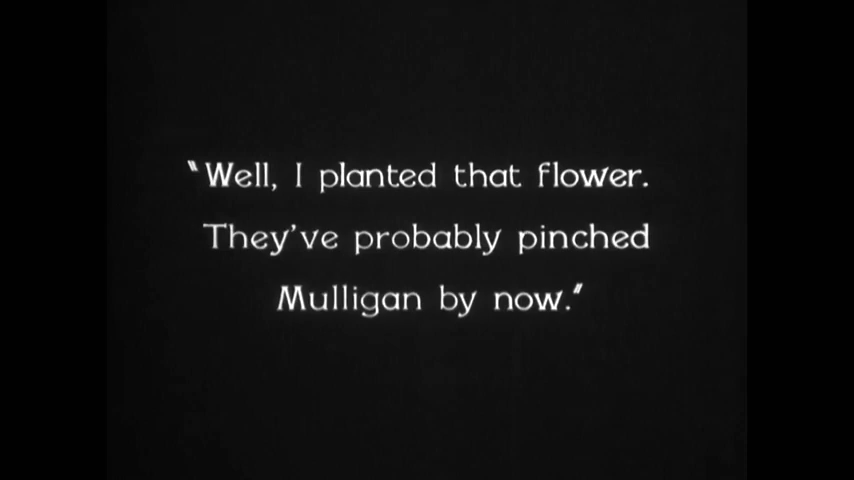 "Well, I planted that flower.
They've probably pinched
Mulligan by now."